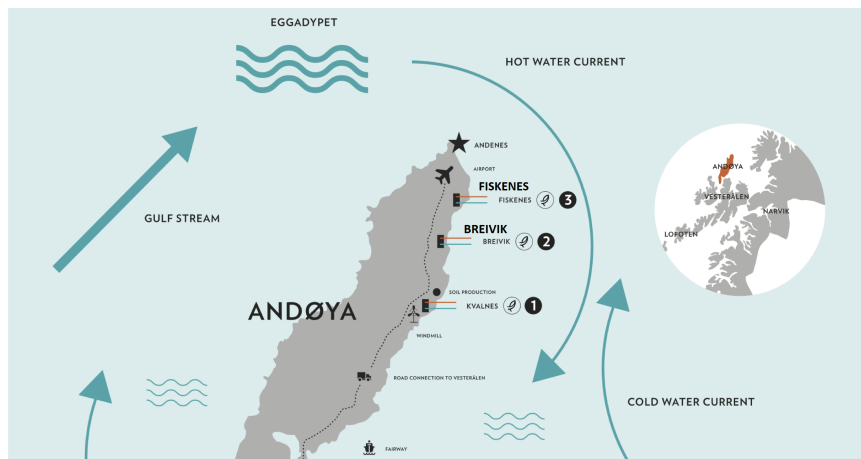 EGGADYPET
HOT WATER CURRENT
ANDENES
AIRPORT
FISKENES
FISKENES 3
GULF STREAM
BREIVIK
BREIVIK 2
ANDØYA
VESTERÅLEN
NARVIK
LOFOTEN
SOIL PRODUCTION
ANDØYA
KVALNES 1
WINDMILL
ROAD CONNECTION TO VESTERÅLEN
COLD WATER CURRENT
FAIRWAY